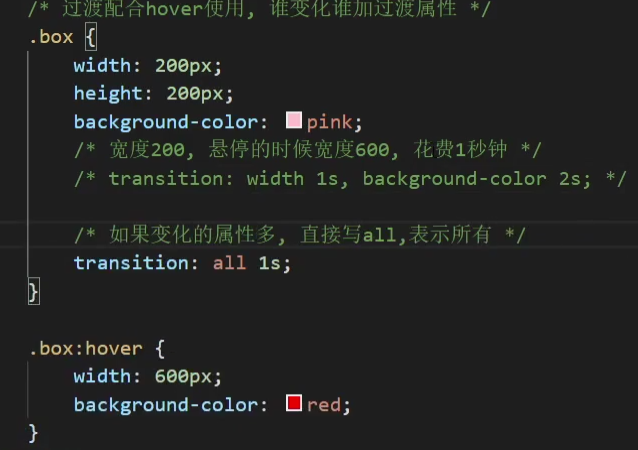 /* 过渡配合hover使用, 谁变化谁加过渡属性 */
.box {
width: 200px;
height: 200px;
background-color: pink;
/* 宽度200, 悬停的时候宽度600, 花费1秒钟 */
/* transition: width 1s, background-color 2s; */
/* 如果变化的属性多, 直接写all,表示所有 */
transition: all 1s;
}
.box:hover {
width: 600px;
background-color: red;
}